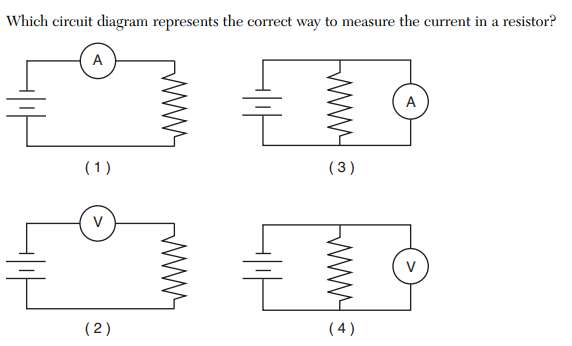 Which circuit diagram represents the correct way to measure the current in a resistor?
A
A
( 1 )
( 3 )
V
V
( 2 )
( 4 )